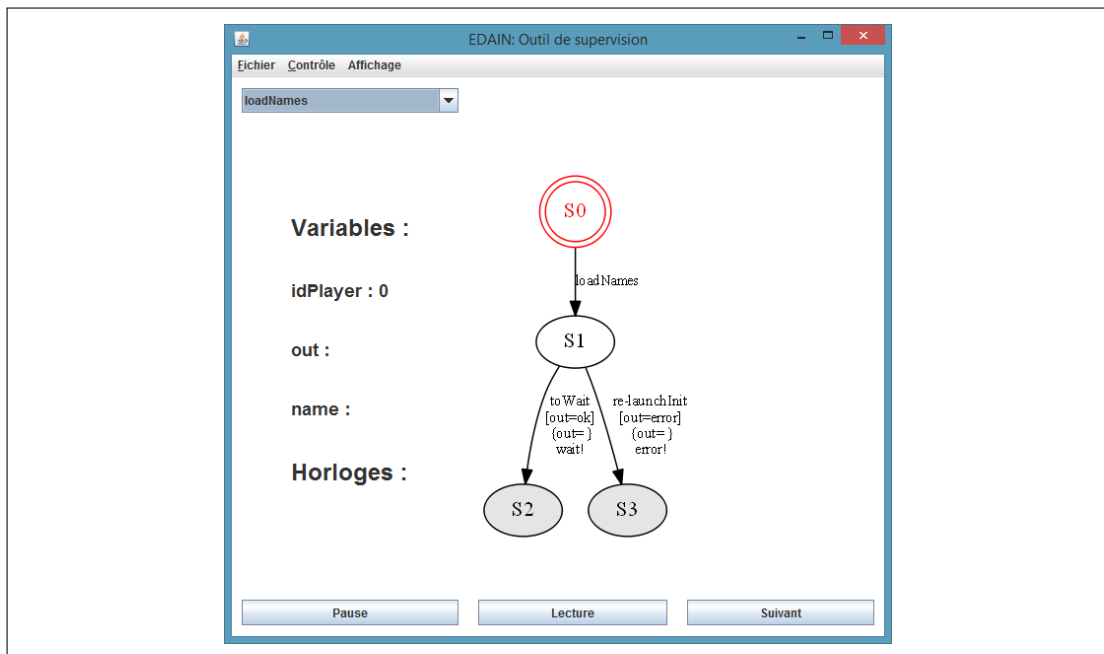 EDAIN: Outil de supervision
Fichier Contrôle Affichage
loadNames
S0
Variables :
loadNames
idPlayer : 0
S1
out :
toWait
[out=ok]
{out= }
wait!
re-launchInit
[out=error]
{out= }
error!
name :
Horloges :
S2
S3
Pause
Lecture
Suivant